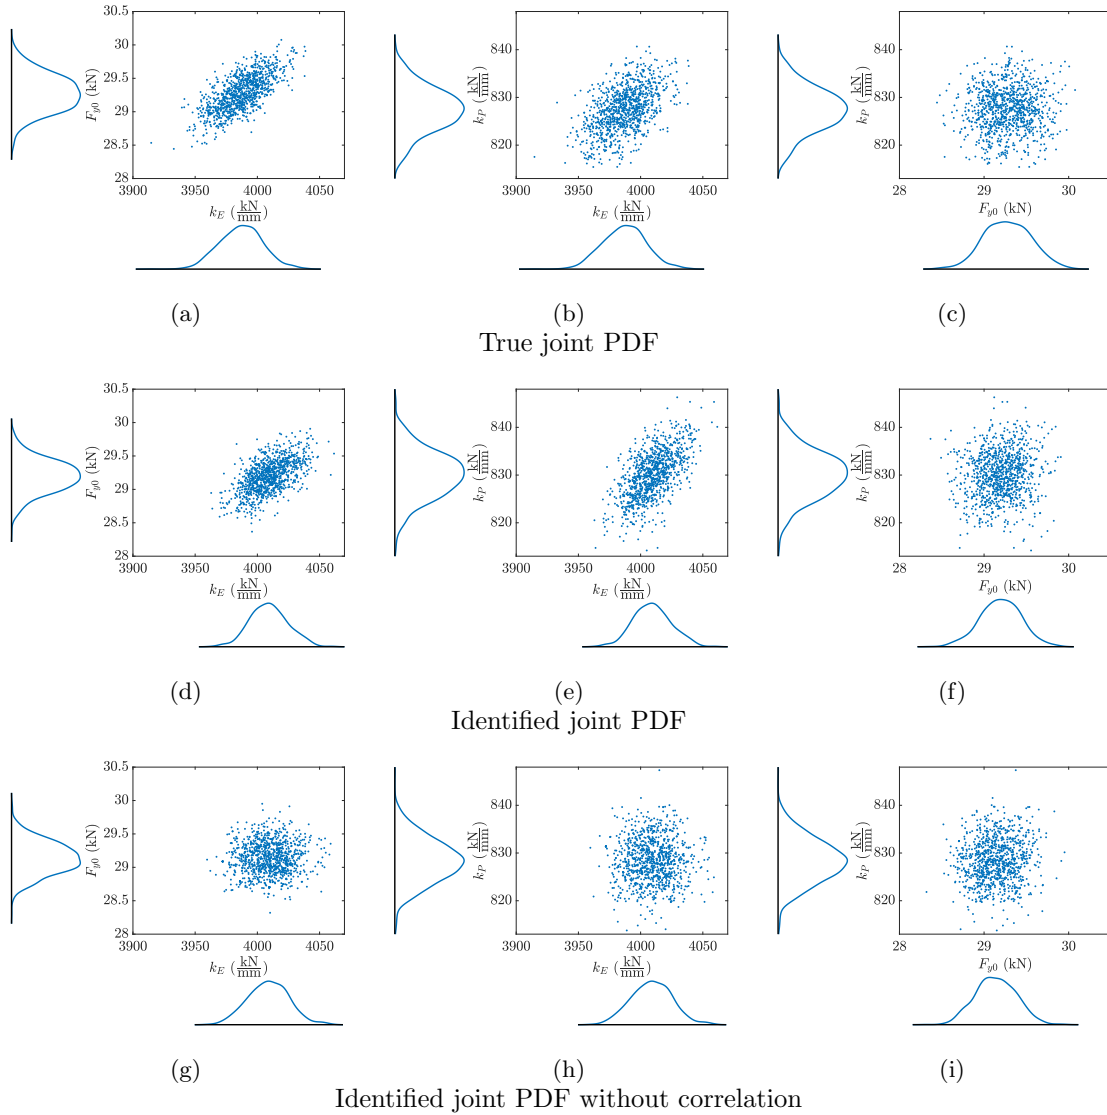 30.5
30
29.5
29
28.5
28
F_{y0} (kN)
3900 3950 4000 4050
k_E (kN/mm)
840
830
820
k_P (kN/mm)
3900 3950 4000 4050
k_E (kN/mm)
840
830
820
k_P (kN/mm)
28 29 30
F_{y0} (kN)
(a) (b) (c)
True joint PDF
30.5
30
29.5
29
28.5
28
F_{y0} (kN)
3900 3950 4000 4050
k_E (kN/mm)
840
830
820
k_P (kN/mm)
3900 3950 4000 4050
k_E (kN/mm)
840
830
820
k_P (kN/mm)
28 29 30
F_{y0} (kN)
(d) (e) (f)
Identified joint PDF
30.5
30
29.5
29
28.5
28
F_{y0} (kN)
3900 3950 4000 4050
k_E (kN/mm)
840
830
820
k_P (kN/mm)
3900 3950 4000 4050
k_E (kN/mm)
840
830
820
k_P (kN/mm)
28 29 30
F_{y0} (kN)
(g) (h) (i)
Identified joint PDF without correlation